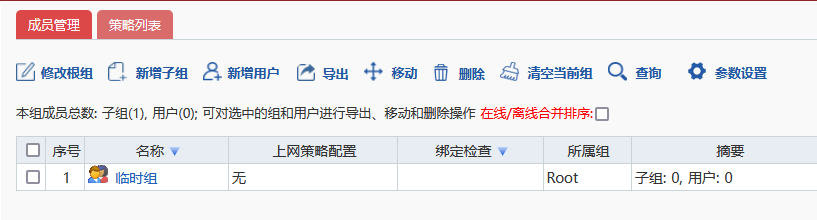 成员管理 策略列表
修改根组 新增子组 新增用户 导出 移动 删除 清空当前组 查询 参数设置
本组成员总数: 子组(1), 用户(0); 可对选中的组和用户进行导出、移动和删除操作 在线/离线合并排序:
序号 名称 上网策略配置 绑定检查 所属组 摘要
1 临时组 无 Root 子组: 0, 用户: 0